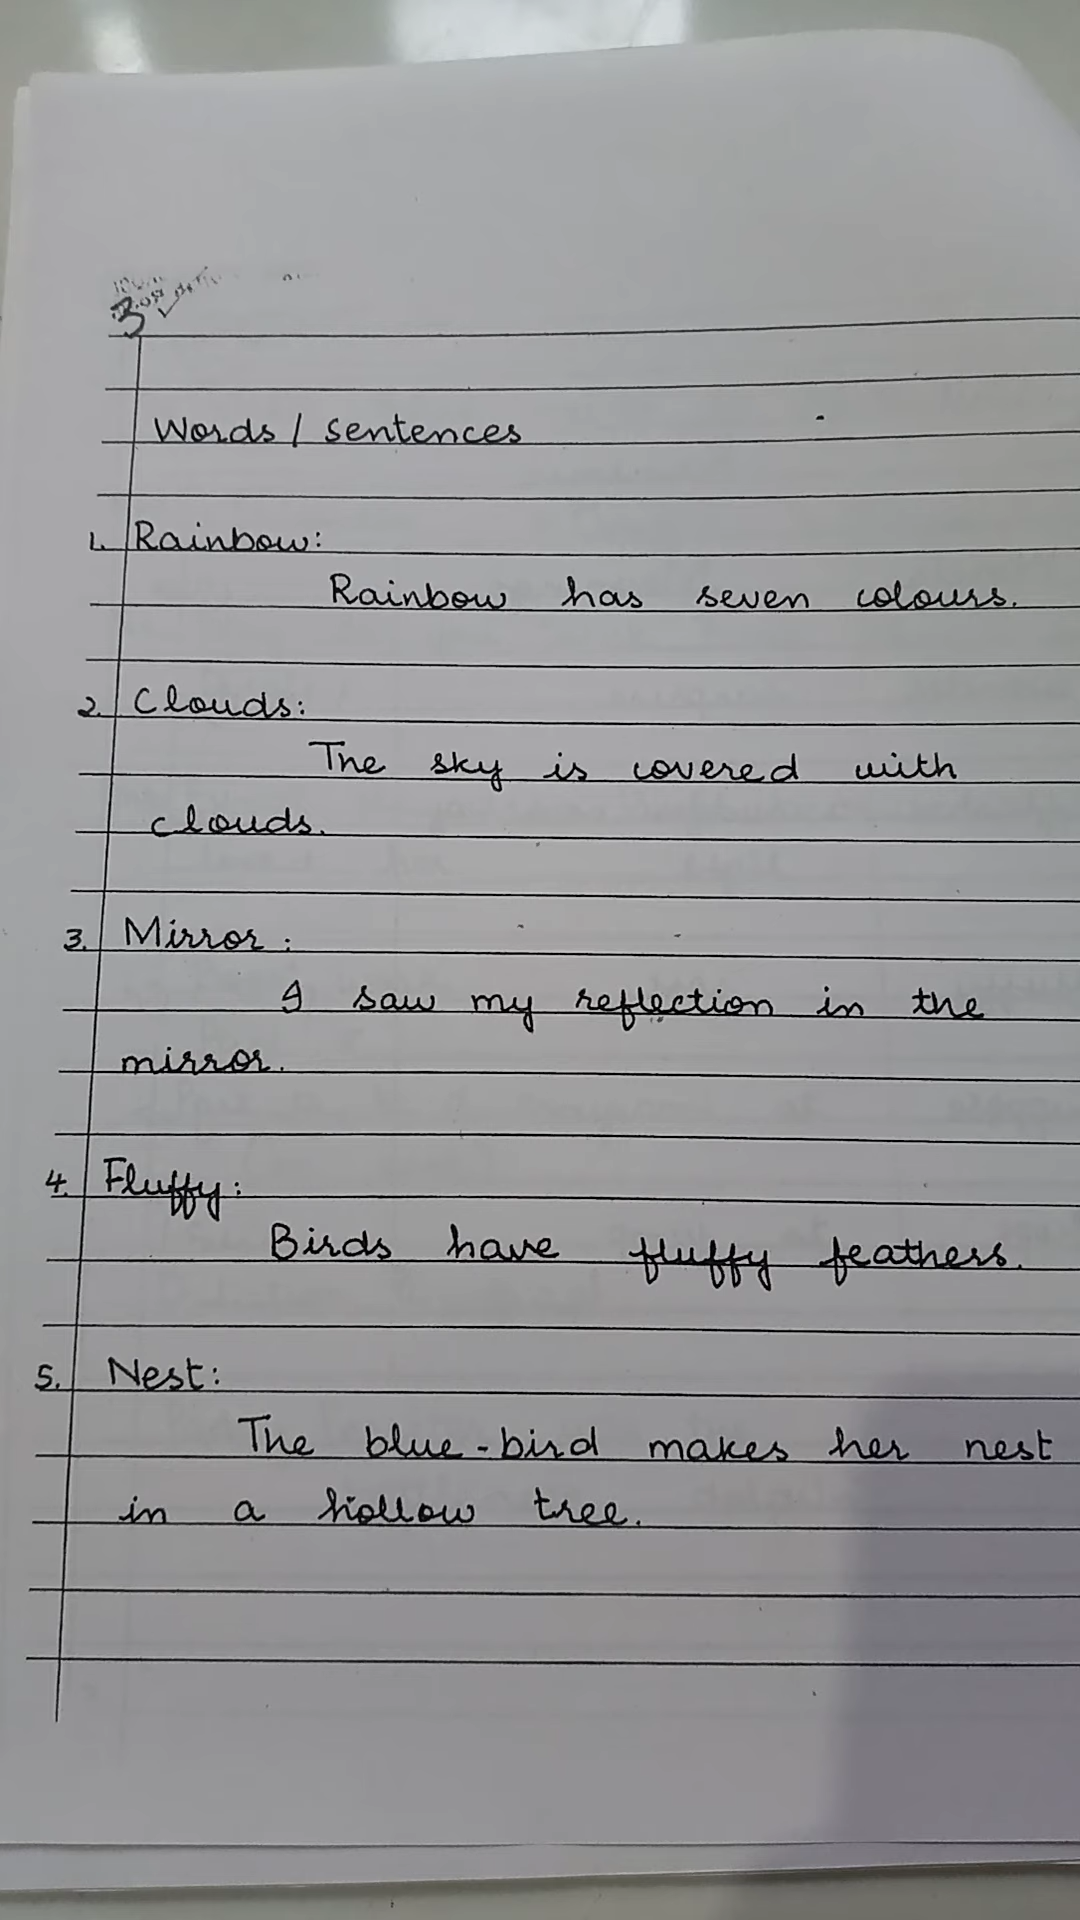 3
Words / Sentences
1. Rainbow:
Rainbow has seven colours.
2. Clouds:
The sky is covered with
clouds.
3. Mirror:
I saw my reflection in the
mirror.
4. Fluffy:
Birds have fluffy feathers.
5. Nest:
The blue-bird makes her nest
in a hollow tree.